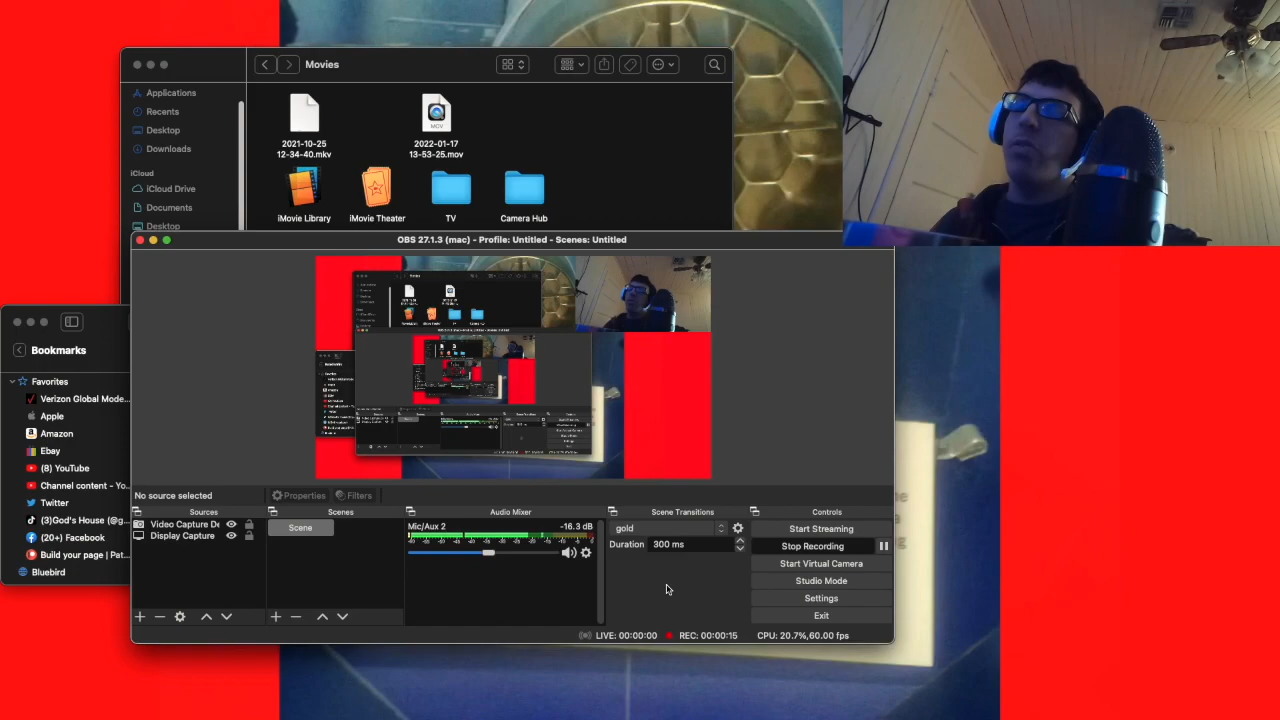 Movies
Applications
Recents
Desktop
Downloads
iCloud
iCloud Drive
Documents
Desktop
2021-10-25
12-34-40.mkv
MOV
2022-01-17
13-53-25.mov
iMovie Library
iMovie Theater
TV
Camera Hub
OBS 27.1.3 (mac) - Profile: Untitled - Scenes: Untitled
Bookmarks
Favorites
Verizon Global Mode...
Apple
Amazon
Ebay
(8) YouTube
Channel content - Yo...
Twitter
(3)God's House (@g...
(20+) Facebook
Build your page | Pat...
Bluebird
No source selected
Properties
Filters
Sources
Video Capture De
Display Capture
Scenes
Scene
Audio Mixer
Mic/Aux 2
-16.3 dB
Scene Transitions
gold
Duration
300 ms
Controls
Start Streaming
Stop Recording
Start Virtual Camera
Studio Mode
Settings
Exit
LIVE: 00:00:00
REC: 00:00:15
CPU: 20.7%,60.00 fps